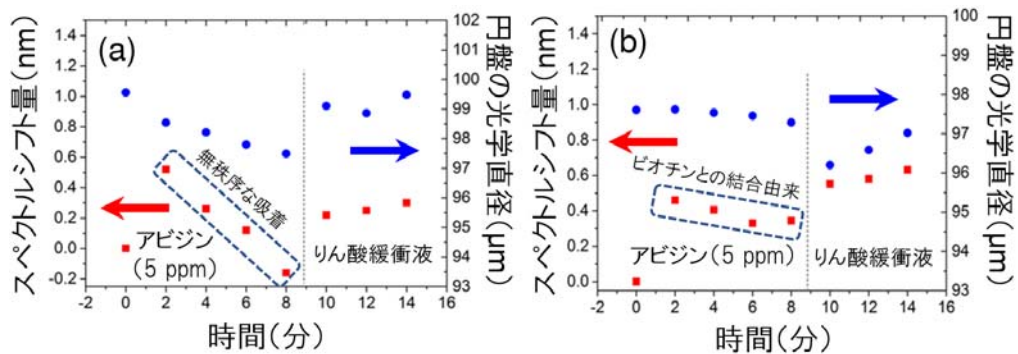 (a)
スペクトルシフト量(nm)
1.4
1.2
1.0
0.8
0.6
0.4
0.2
0.0
-0.2
無秩序な吸着
アビジン
(5 ppm)
りん酸緩衝液
102
101
100
99
98
97
96
95
94
93
円盤の光学直径(μm)
-2 0 2 4 6 8 10 12 14 16
時間(分)
(b)
スペクトルシフト量(nm)
1.4
1.2
1.0
0.8
0.6
0.4
0.2
0.0
ビオチンとの結合由来
アビジン(5 ppm)
りん酸緩衝液
100
99
98
97
96
95
94
93
円盤の光学直径(μm)
-2 0 2 4 6 8 10 12 14 16
時間(分)